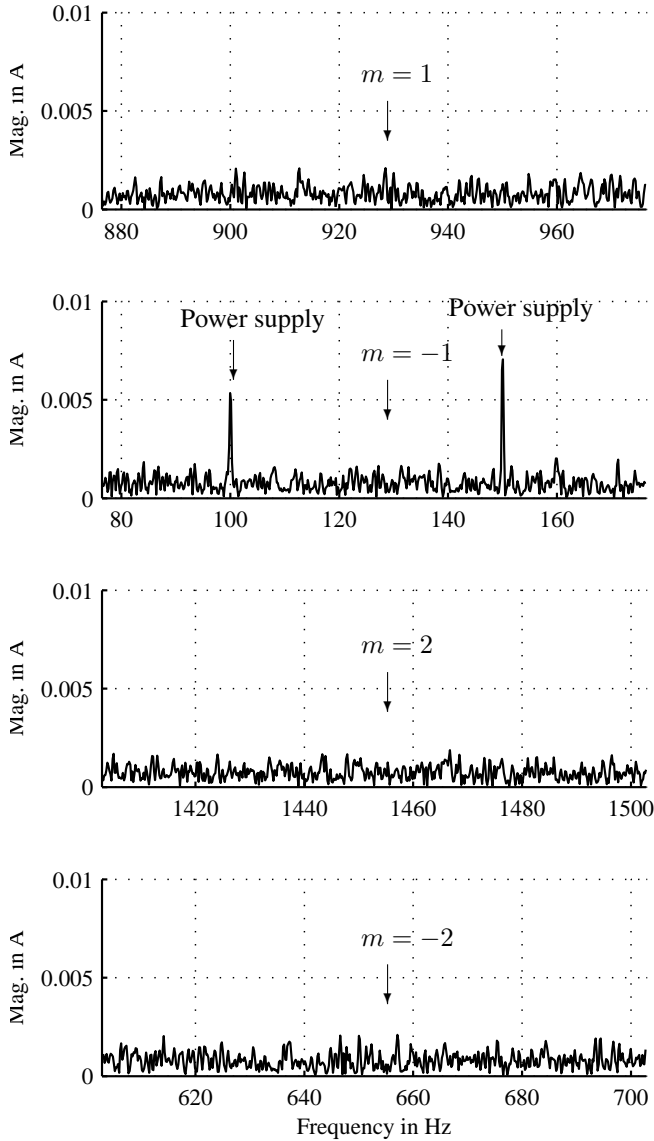 0.01
Mag. in A
0.005
0
m = 1
880 900 920 940 960
0.01
Mag. in A
0.005
0
Power supply
m = −1
Power supply
80 100 120 140 160
0.01
Mag. in A
0.005
0
m = 2
1420 1440 1460 1480 1500
0.01
Mag. in A
0.005
0
m = −2
620 640 660 680 700
Frequency in Hz